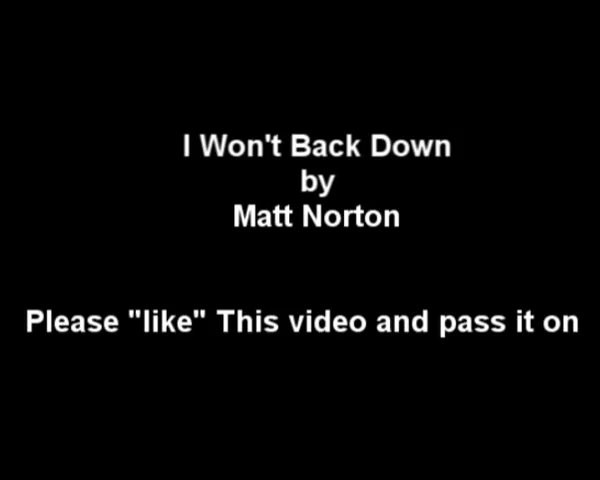 I Won't Back Down
by
Matt Norton
Please "like" This video and pass it on